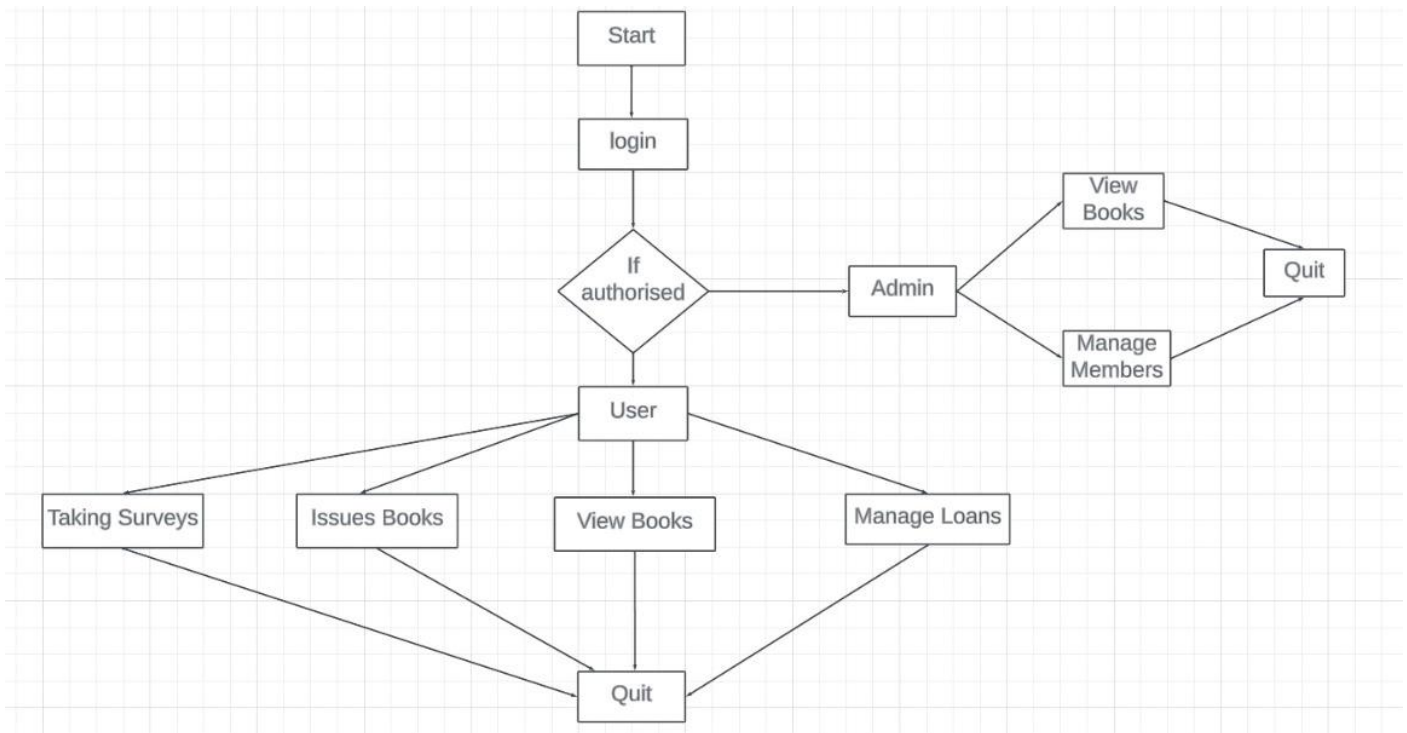 Start
login
If
authorised
Admin
View
Books
Manage
Members
Quit
User
Taking Surveys
Issues Books
View Books
Manage Loans
Quit